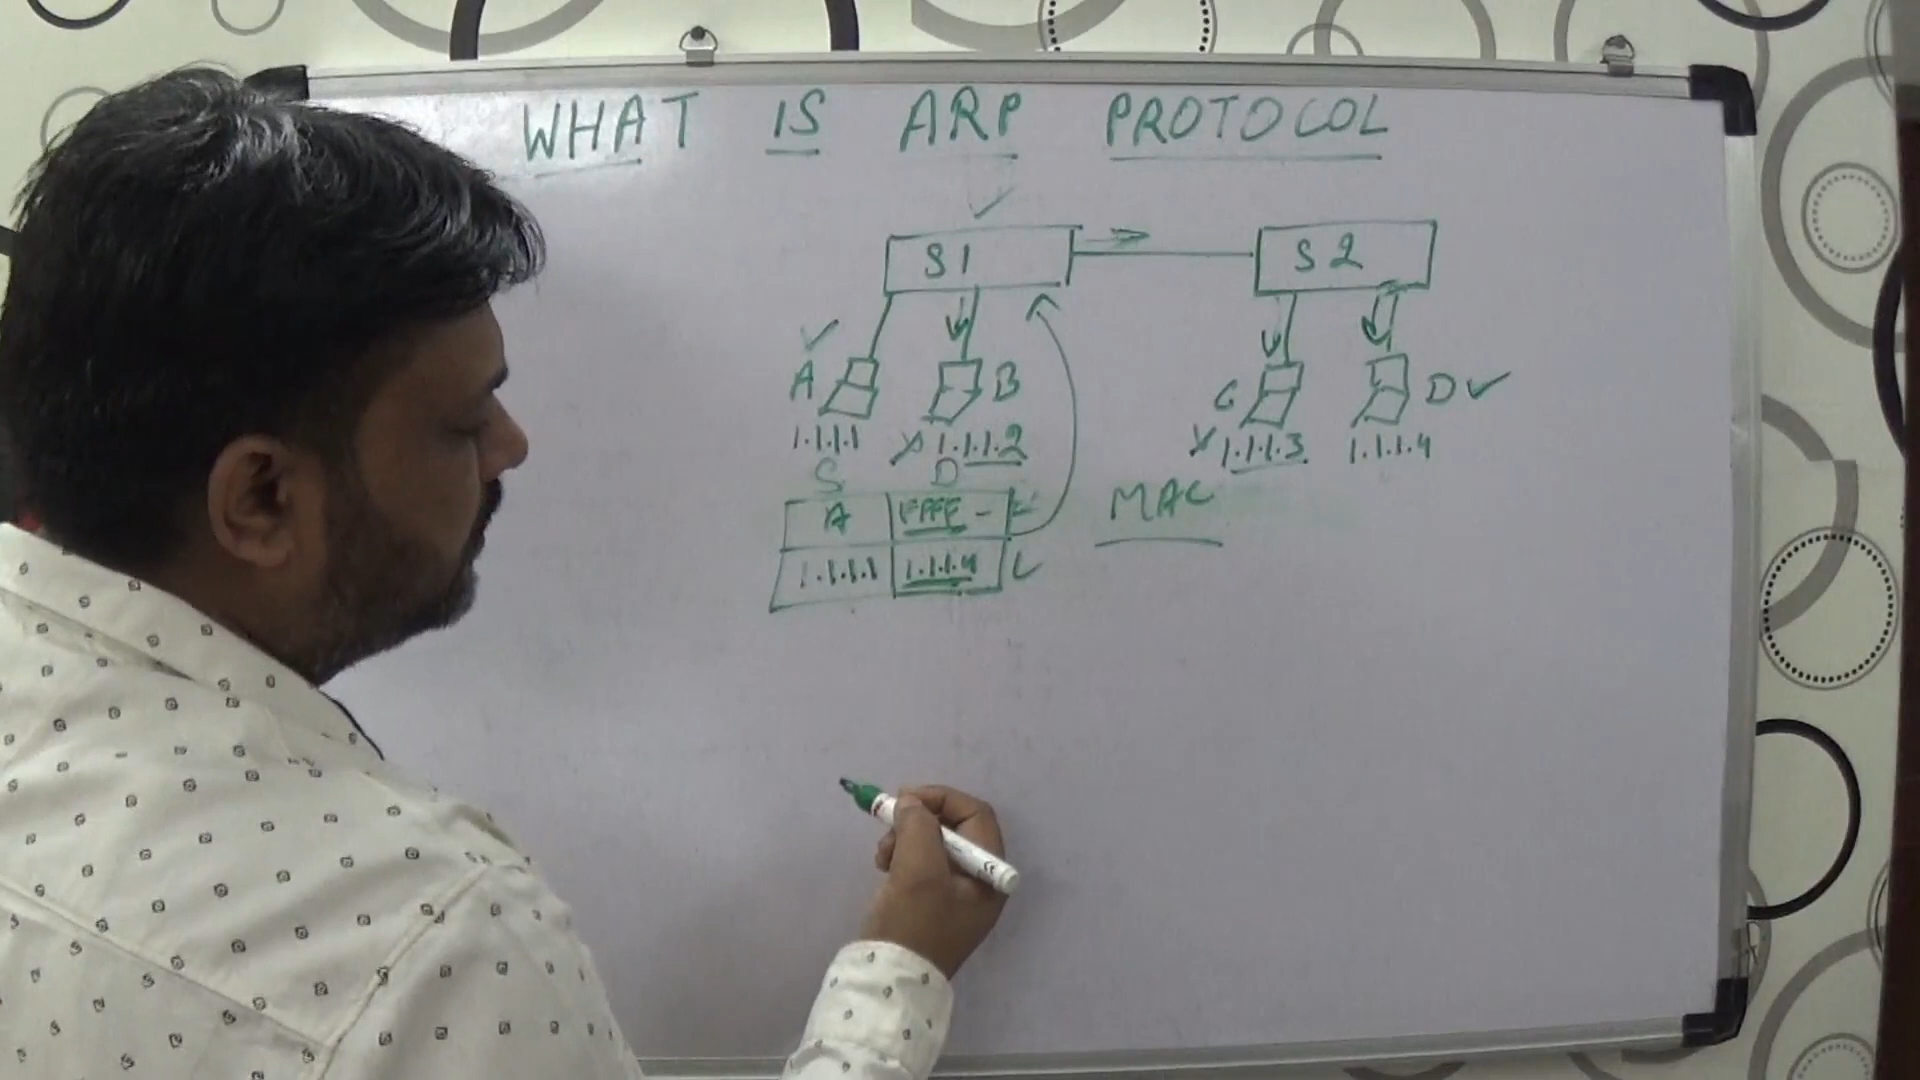 WHAT IS ARP PROTOCOL
S1 S2
A B C D
1.1.1.1 1.1.1.2 1.1.1.3 1.1.1.4
S D
A FFFF - F MAC
1.1.1.1 1.1.1.4 L